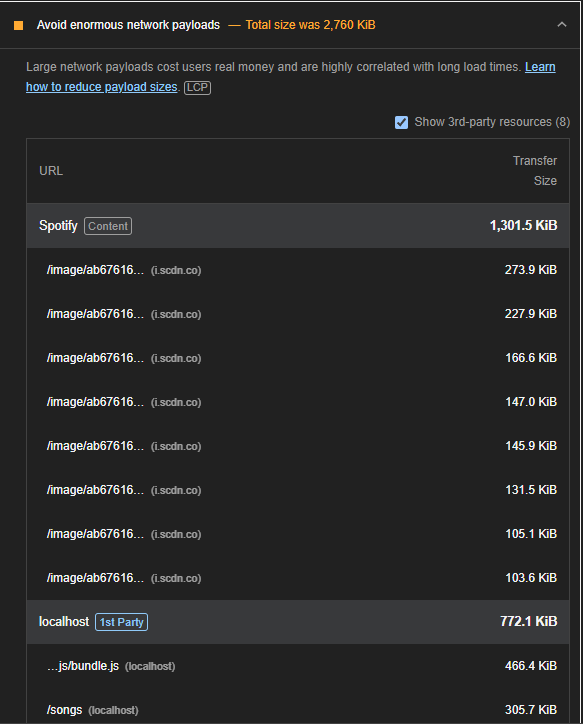 Avoid enormous network payloads — Total size was 2,760 KiB
Large network payloads cost users real money and are highly correlated with long load times. Learn
how to reduce payload sizes. LCP
Show 3rd-party resources (8)
URL Transfer
Size
Spotify Content 1,301.5 KiB
/image/ab67616... (i.scdn.co) 273.9 KiB
/image/ab67616... (i.scdn.co) 227.9 KiB
/image/ab67616... (i.scdn.co) 166.6 KiB
/image/ab67616... (i.scdn.co) 147.0 KiB
/image/ab67616... (i.scdn.co) 145.9 KiB
/image/ab67616... (i.scdn.co) 131.5 KiB
/image/ab67616... (i.scdn.co) 105.1 KiB
/image/ab67616... (i.scdn.co) 103.6 KiB
localhost 1st Party 772.1 KiB
...js/bundle.js (localhost) 466.4 KiB
/songs (localhost) 305.7 KiB